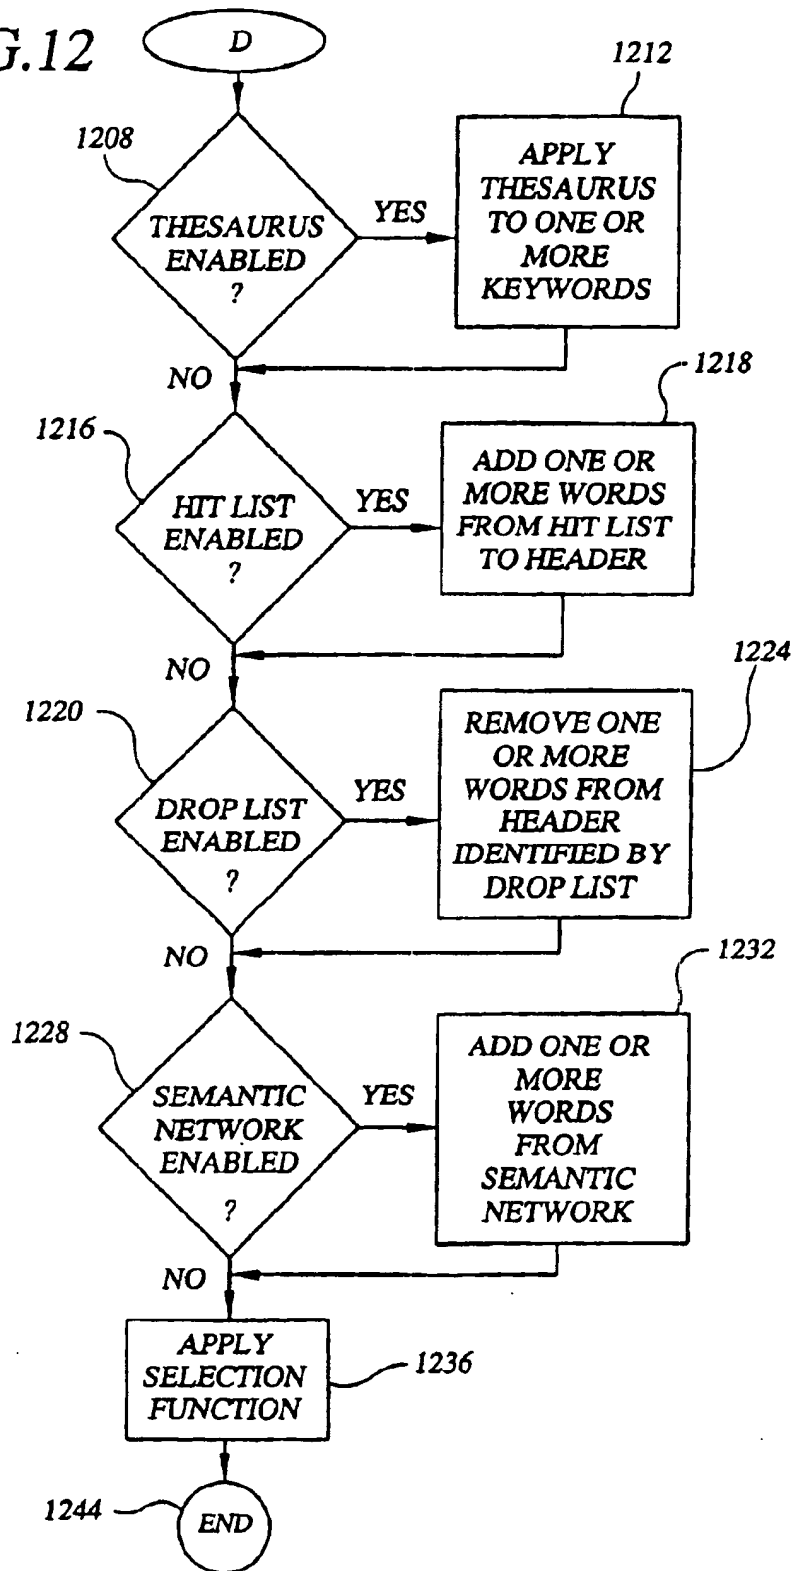 G.12
D
1212
1208
APPLY
THESAURUS
TO ONE OR
MORE
KEYWORDS
YES
THESAURUS
ENABLED
?
NO
1218
1216
ADD ONE OR
MORE WORDS
FROM HIT LIST
TO HEADER
YES
HIT LIST
ENABLED
?
NO
1224
1220
REMOVE ONE
OR MORE
WORDS FROM
HEADER
IDENTIFIED BY
DROP LIST
YES
DROP LIST
ENABLED
?
NO
1232
1228
ADD ONE OR
MORE
WORDS
FROM
SEMANTIC
NETWORK
YES
SEMANTIC
NETWORK
ENABLED
?
NO
APPLY
SELECTION
FUNCTION
1236
1244
END